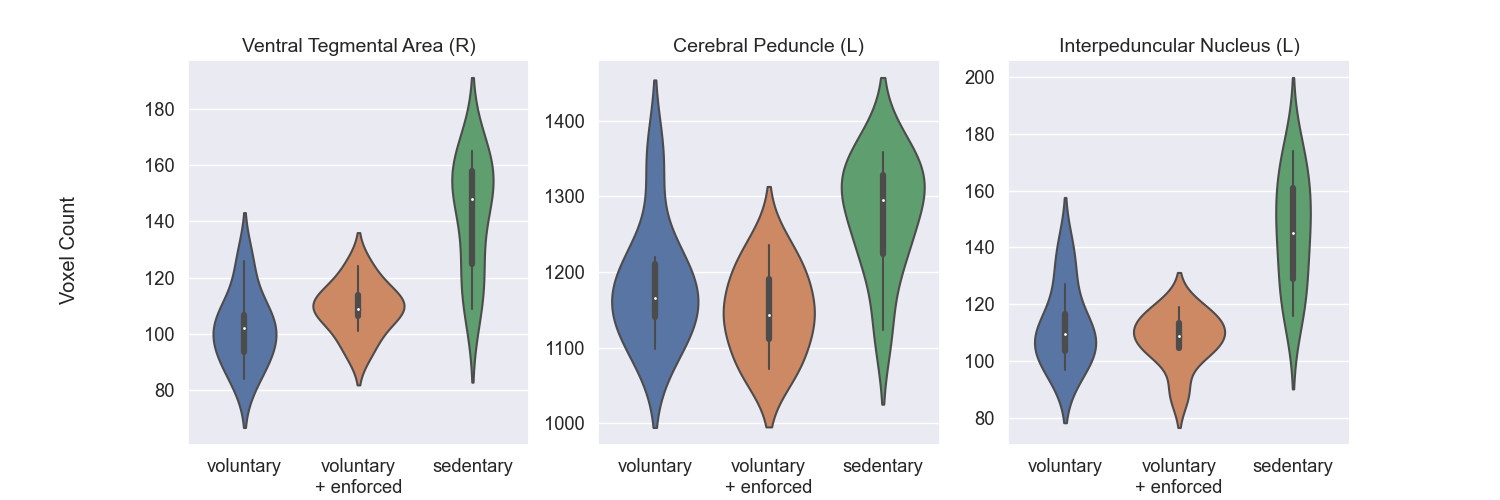 Ventral Tegmental Area (R)
Cerebral Peduncle (L)
Interpeduncular Nucleus (L)
Voxel Count
180
160
140
120
100
80
1400
1300
1200
1100
1000
200
180
160
140
120
100
80
voluntary
voluntary
+ enforced
sedentary
voluntary
voluntary
+ enforced
sedentary
voluntary
voluntary
+ enforced
sedentary